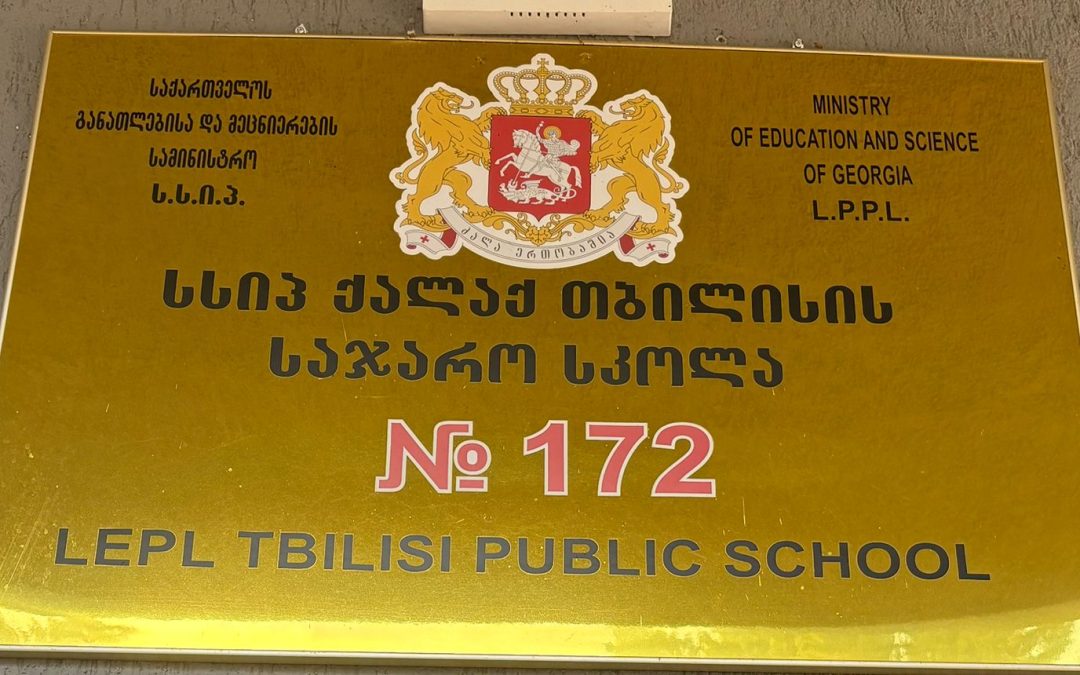 საქართველოს
განათლებისა და მეცნიერების
სამინისტრო
ს.ს.ი.პ.
MINISTRY
OF EDUCATION AND SCIENCE
OF GEORGIA
L.P.P.L.
ძალა ერთობაშია
სსიპ ქალაქ თბილისის
საჯარო სკოლა
№ 172
LEPL TBILISI PUBLIC SCHOOL